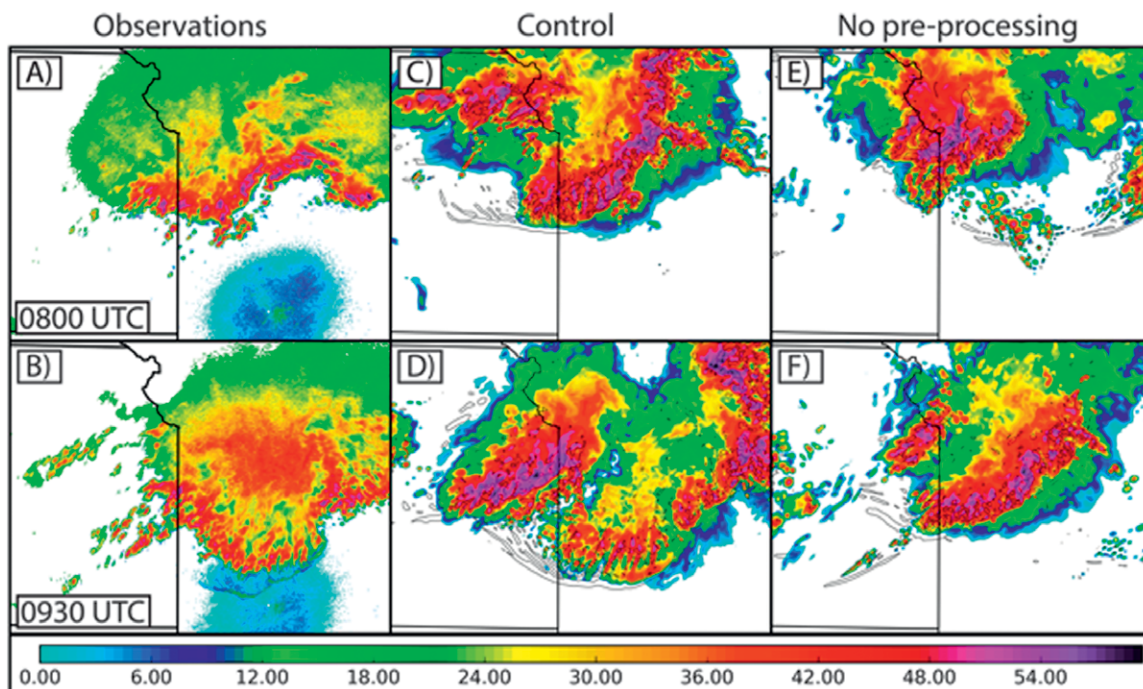 Observations Control No pre-processing
A) C) E)
0800 UTC
B) D) F)
0930 UTC
0.00 6.00 12.00 18.00 24.00 30.00 36.00 42.00 48.00 54.00